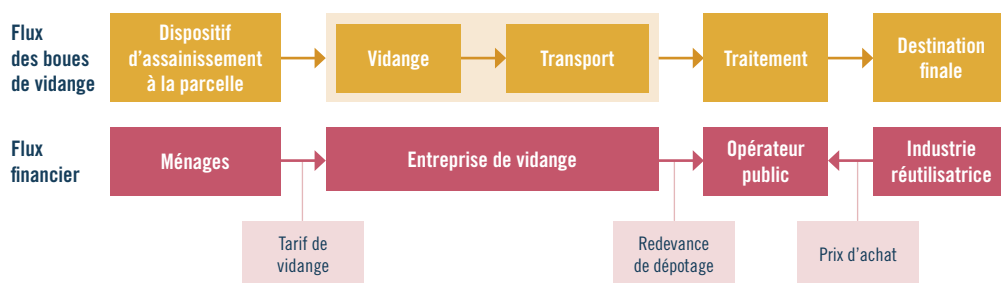 Flux
des boues
de vidange
Dispositif
d'assainissement
à la parcelle
Vidange
Transport
Traitement
Destination
finale
Flux
financier
Ménages
Entreprise de vidange
Opérateur
public
Industrie
réutilisatrice
Tarif de
vidange
Redevance
de dépotage
Prix d'achat